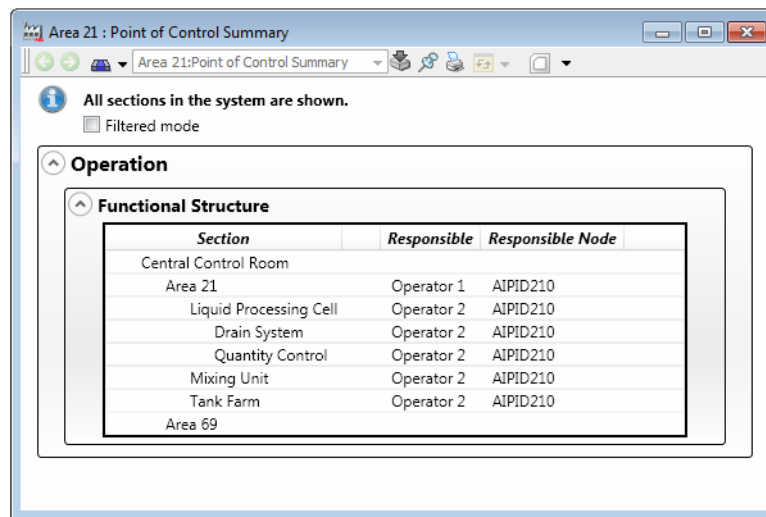 Area 21 : Point of Control Summary
Area 21:Point of Control Summary
All sections in the system are shown.
Filtered mode
Operation
Functional Structure
Section Responsible Responsible Node
Central Control Room
Area 21 Operator 1 AIPID210
Liquid Processing Cell Operator 2 AIPID210
Drain System Operator 2 AIPID210
Quantity Control Operator 2 AIPID210
Mixing Unit Operator 2 AIPID210
Tank Farm Operator 2 AIPID210
Area 69